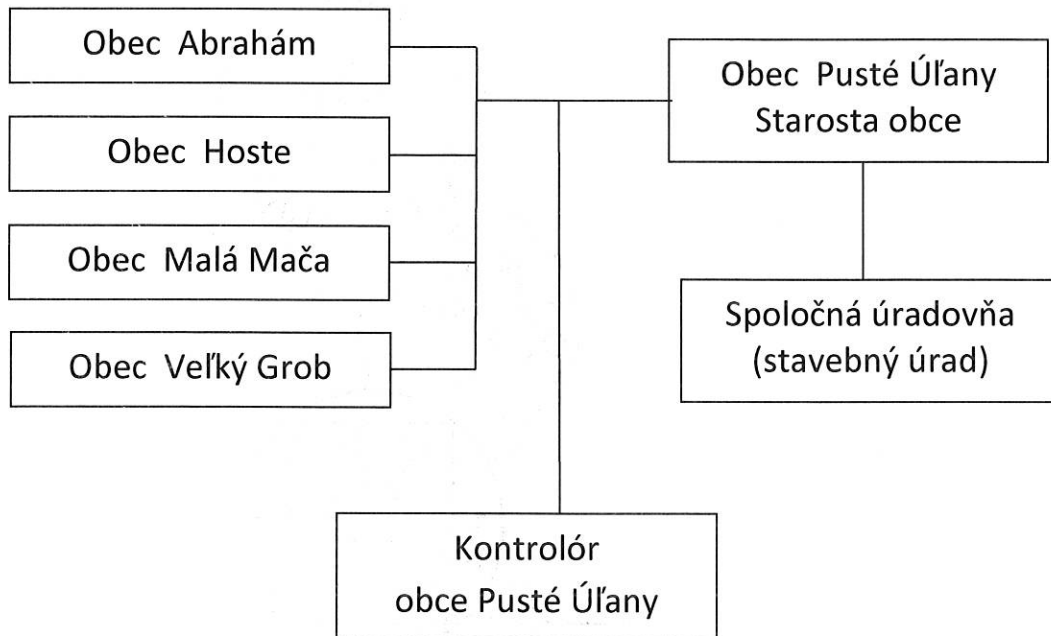 Obec Abrahám
Obec Hoste
Obec Malá Mača
Obec Veľký Grob
Obec Pusté Úľany
Starosta obce
Spoločná úradovňa
(stavebný úrad)
Kontrolór
obce Pusté Úľany